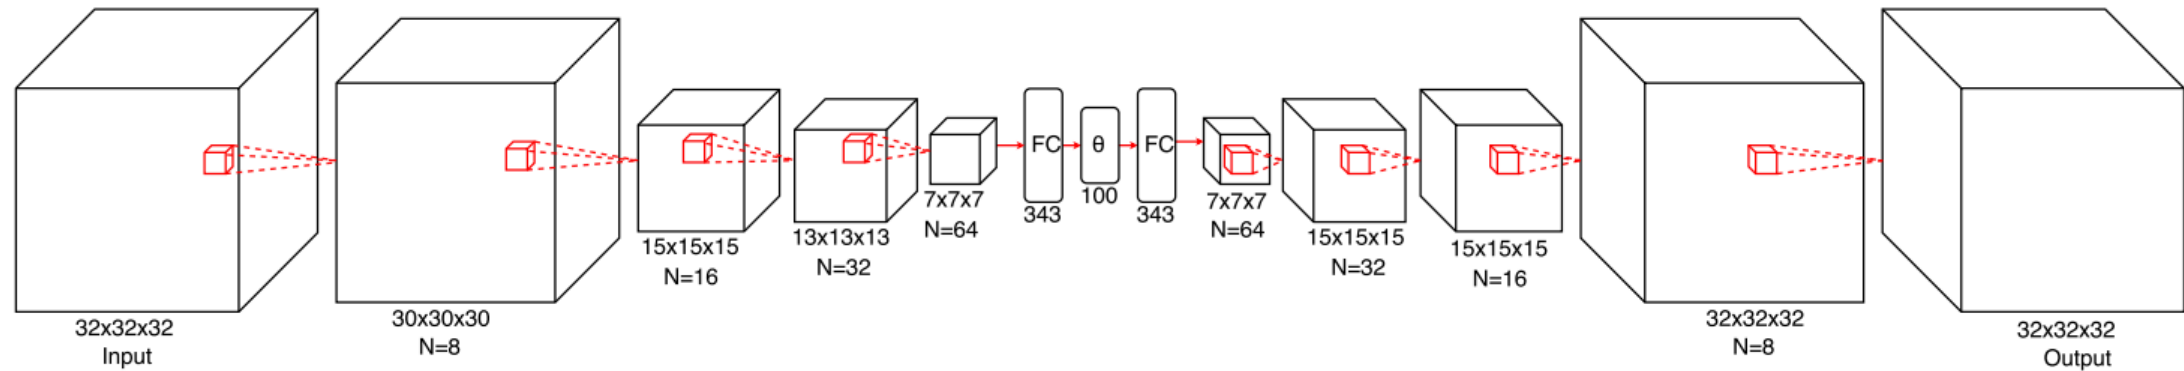 32x32x32
Input
30x30x30
N=8
15x15x15
N=16
13x13x13
N=32
7x7x7
N=64
FC
343
θ
100
FC
343
7x7x7
N=64
15x15x15
N=32
15x15x15
N=16
32x32x32
N=8
32x32x32
Output